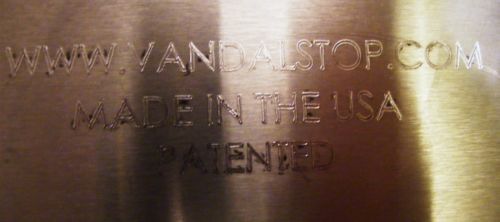 WWW.VANDALSTOP.COM
MADE IN THE USA
PATENTED